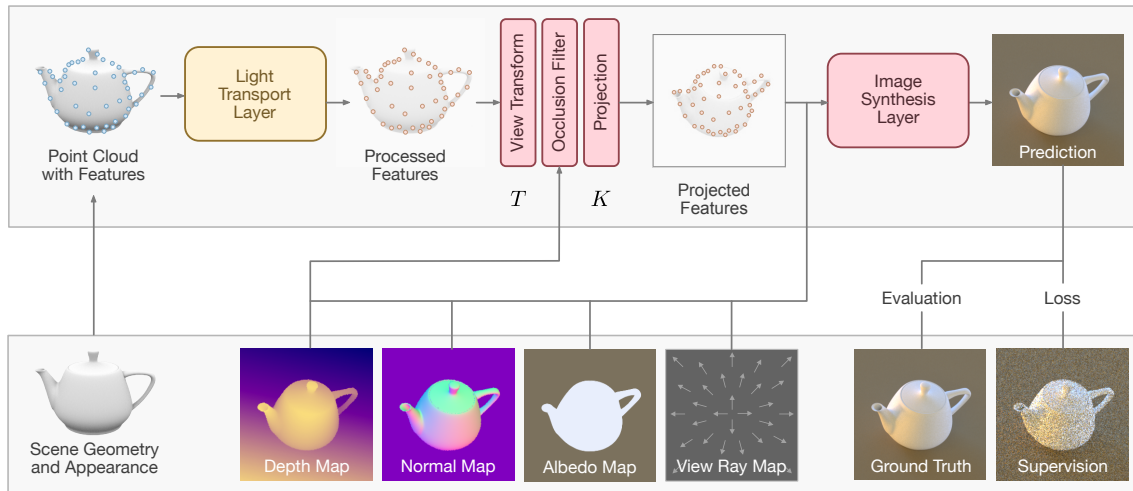 Light
Transport
Layer
View Transform
Occlusion Filter
Projection
Image
Synthesis
Layer
Point Cloud
with Features
Processed
Features
T
K
Projected
Features
Prediction
Evaluation
Loss
Scene Geometry
and Appearance
Depth Map
Normal Map
Albedo Map
View Ray Map
Ground Truth
Supervision